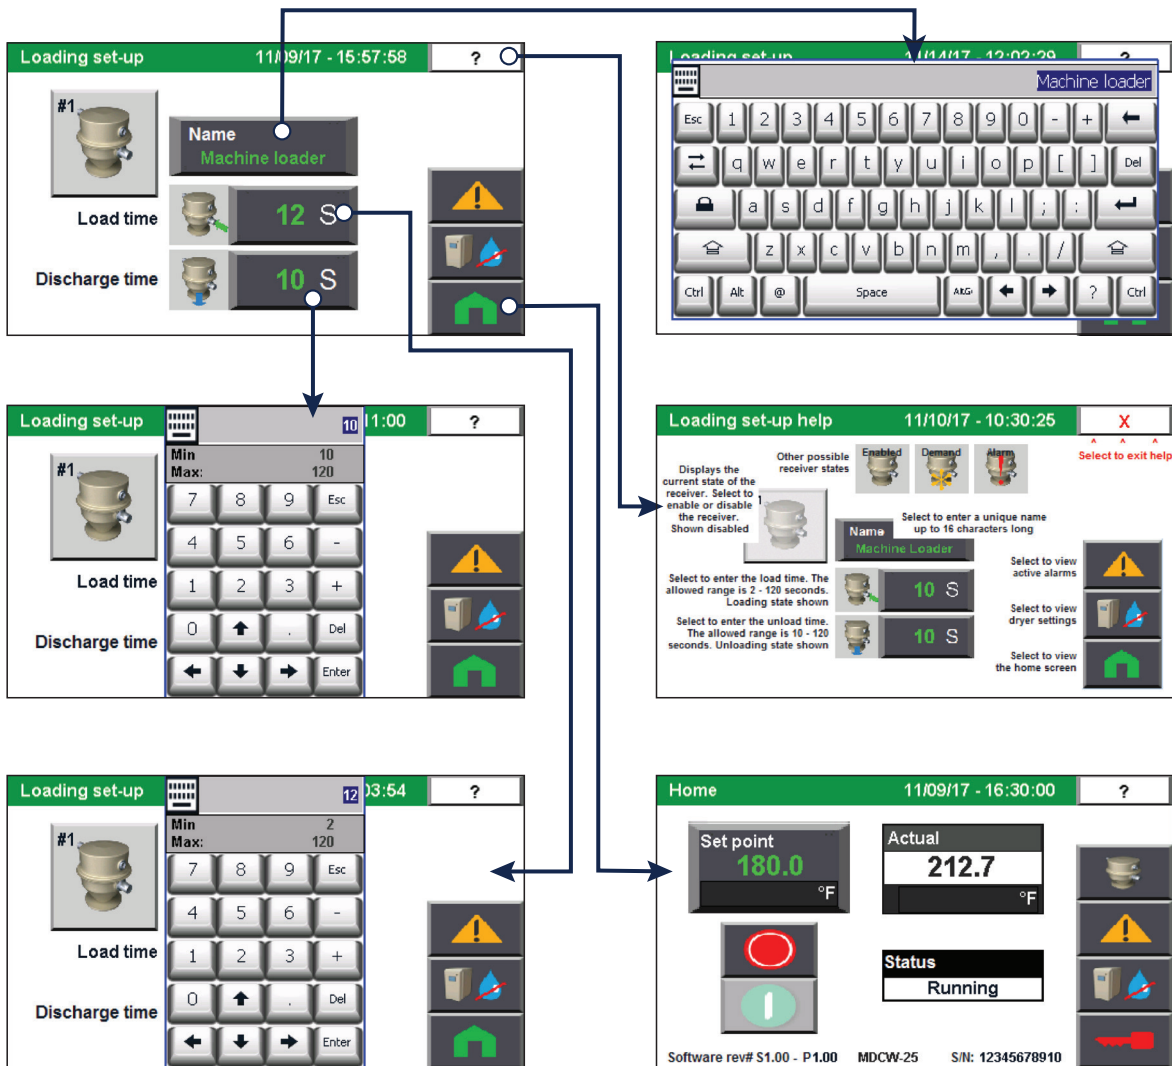 Loading set-up 11/09/17 - 15:57:58 ?
#1
Name
Machine loader
Load time 12 S
Discharge time 10 S
Machine loader
Esc 1 2 3 4 5 6 7 8 9 0 - +
q w e r t y u i o p [ ] Del
a s d f g h j k l ; :
z x c v b n m , . /
Ctrl Alt @ Space ? Ctrl
Loading set-up 10 11:00 ?
Min 10
Max: 120
#1
7 8 9 Esc
4 5 6 -
Load time
1 2 3 +
Discharge time
0 . Del
Enter
Loading set-up help 11/10/17 - 10:30:25 X
Select to exit help
Displays the
current state of the
receiver. Select to
enable or disable
the receiver.
Shown disabled
Other possible
receiver states
Enabled Demand Alarm
Name
Machine Loader
Select to enter a unique name
up to 16 characters long
Select to enter the load time. The
allowed range is 2 - 120 seconds.
Loading state shown
10 S
Select to enter the unload time.
The allowed range is 10 - 120
seconds. Unloading state shown
10 S
Select to view
active alarms
Select to view
dryer settings
Select to view
the home screen
Loading set-up 12 03:54 ?
Min 2
Max: 120
#1
7 8 9 Esc
4 5 6 -
Load time
1 2 3 +
Discharge time
0 . Del
Enter
Home 11/09/17 - 16:30:00 ?
Set point
180.0
°F
Actual
212.7
°F
Status
Running
Software rev# S1.00 - P1.00 MDCW-25 S/N: 12345678910